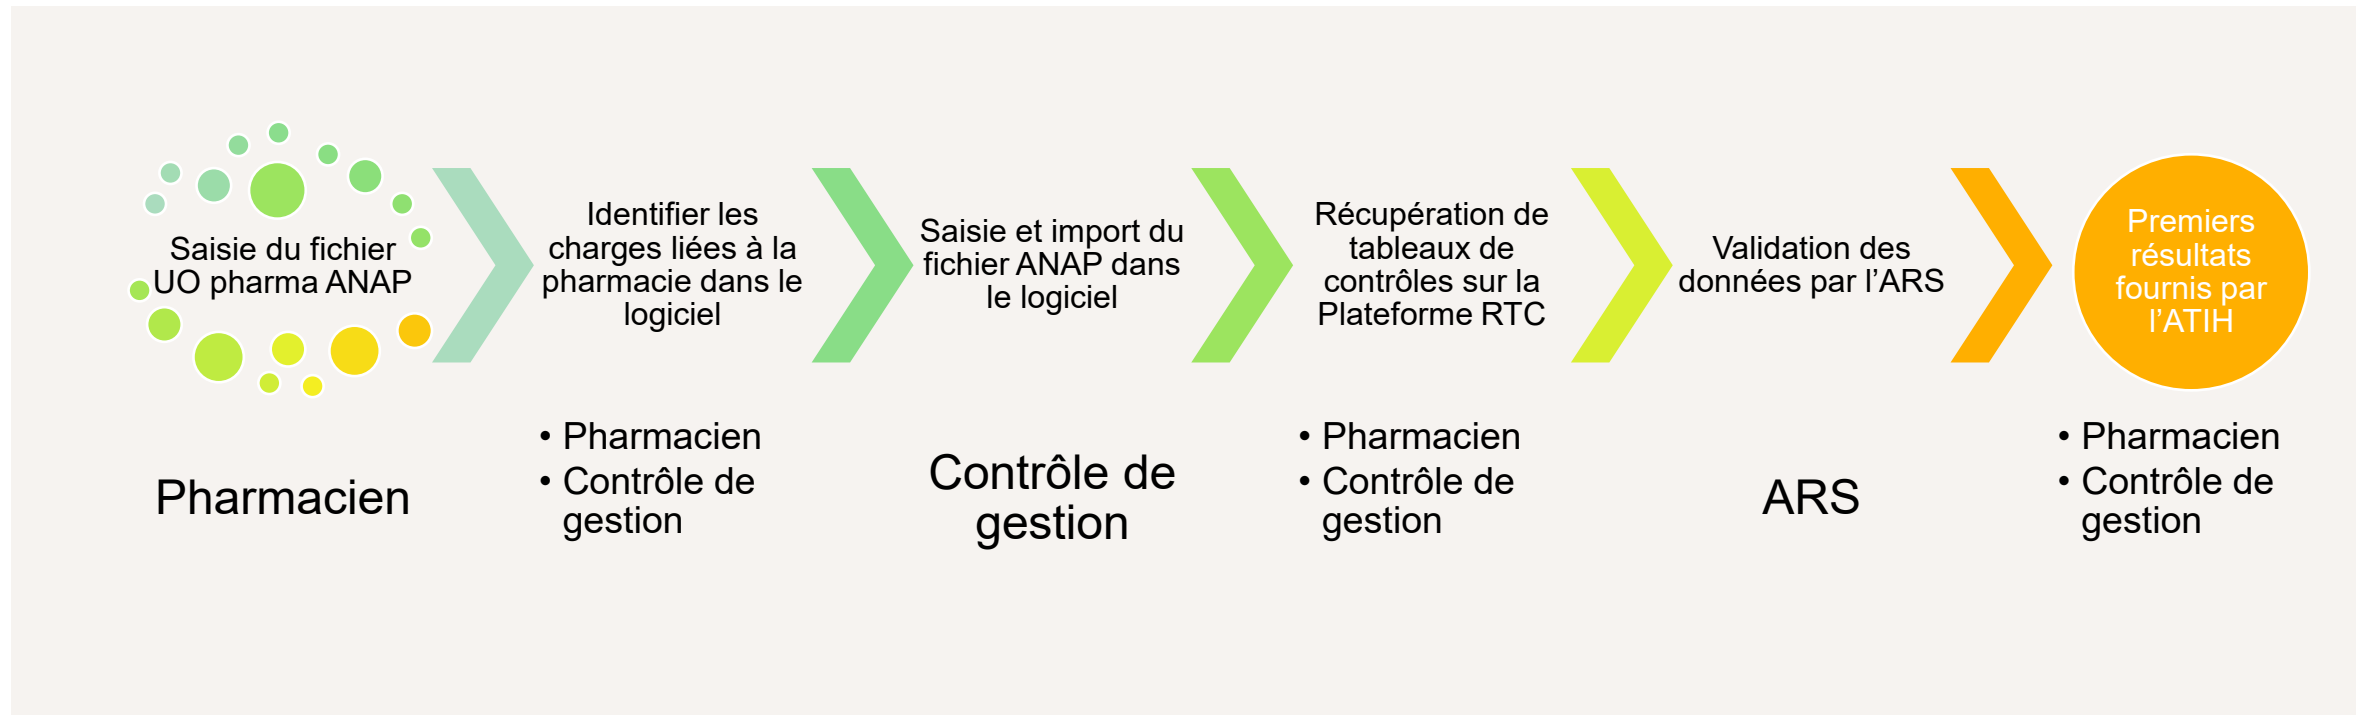 Saisie du fichier
UO pharma ANAP
Identifier les
charges liées à la
pharmacie dans le
logiciel
Saisie et import du
fichier ANAP dans
le logiciel
Récupération de
tableaux de
contrôles sur la
Plateforme RTC
Validation des
données par l’ARS
Premiers
résultats
fournis par
l’ATIH
Pharmacien
• Pharmacien
• Contrôle de
gestion
Contrôle de
gestion
• Pharmacien
• Contrôle de
gestion
ARS
• Pharmacien
• Contrôle de
gestion